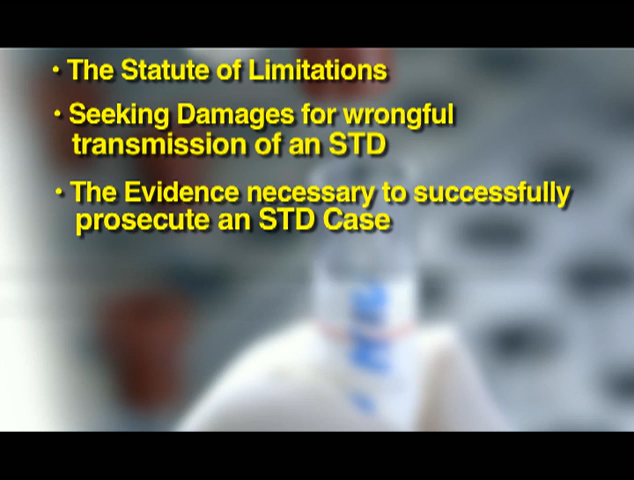 • The Statute of Limitations
• Seeking Damages for wrongful
transmission of an STD
• The Evidence necessary to successfully
prosecute an STD Case